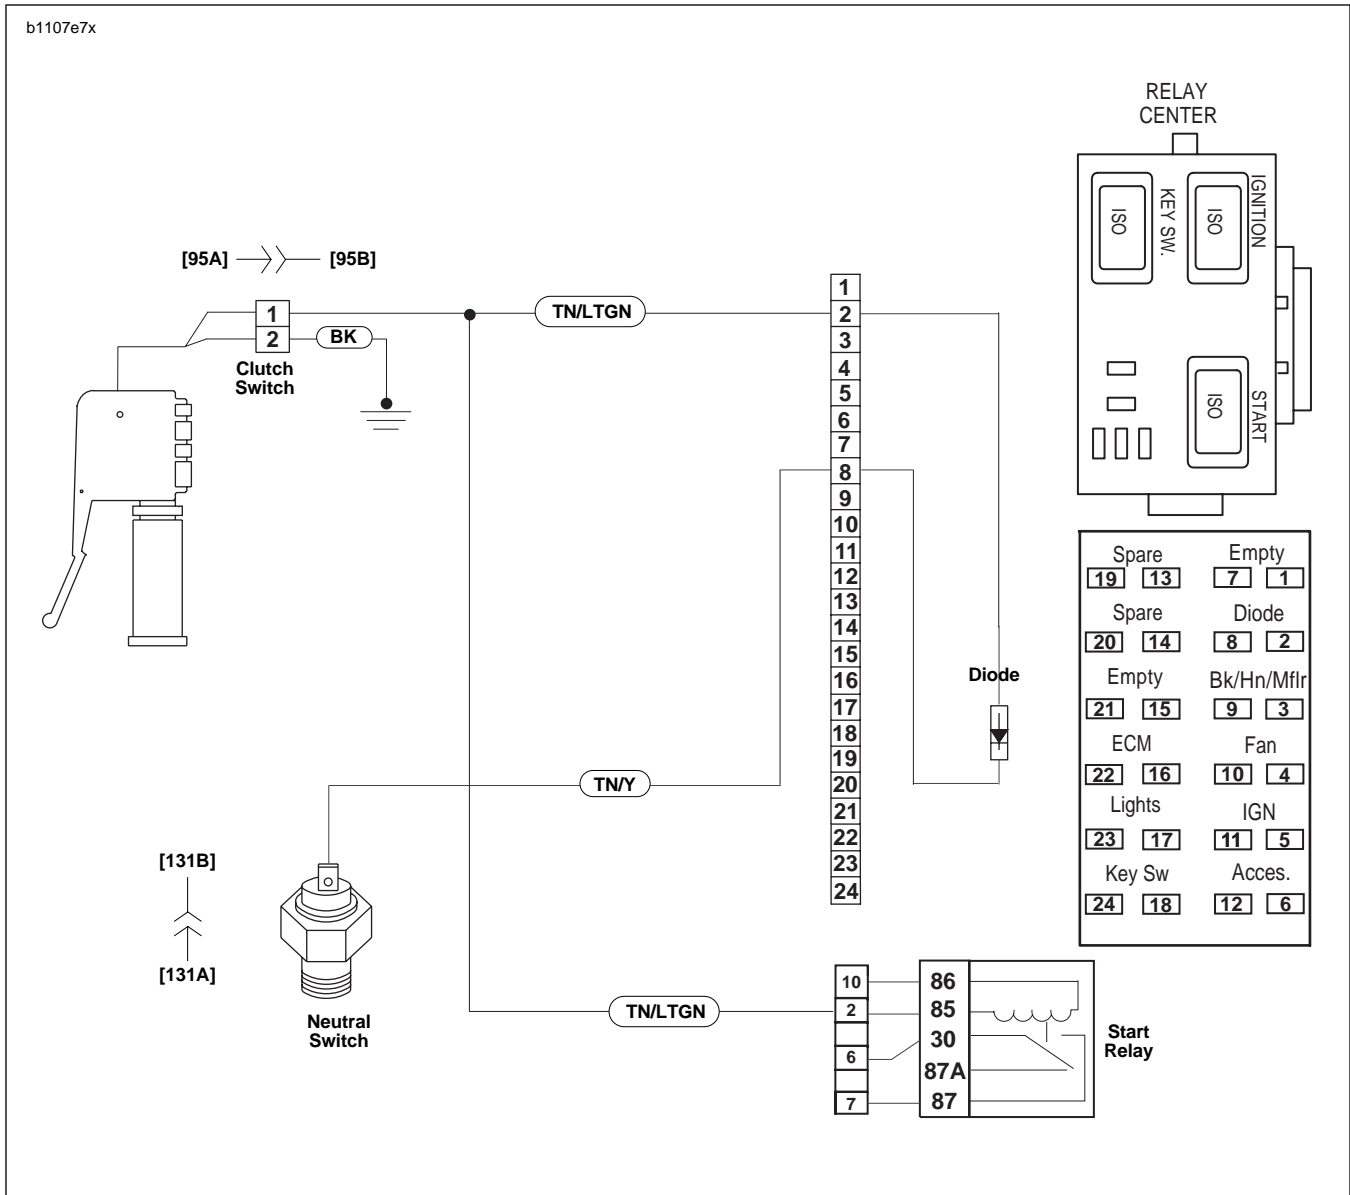 b1107e7x
RELAY
CENTER
KEY SW.
IGNITION
ISO
ISO
START
ISO
[95A]
[95B]
1
2
BK
Clutch
Switch
TN/LTGN
1
2
3
4
5
6
7
8
9
10
11
12
13
14
15
16
17
18
19
20
21
22
23
24
Diode
TN/Y
[131B]
[131A]
Neutral
Switch
TN/LTGN
Spare Empty
19 13 7 1
Spare Diode
20 14 8 2
Empty Bk/Hn/Mflr
21 15 9 3
ECM Fan
22 16 10 4
Lights IGN
23 17 11 5
Key Sw Acces.
24 18 12 6
10 86
2 85
30
6
87A
7 87
Start
Relay